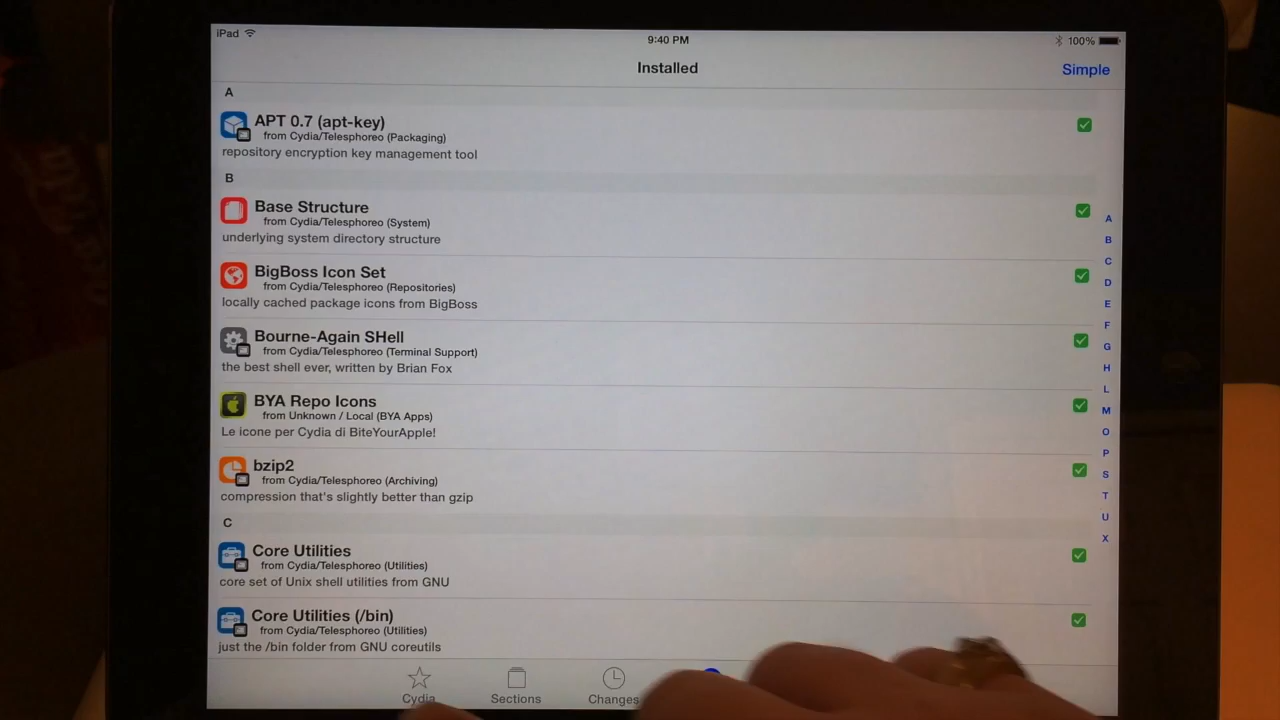 iPad
9:40 PM
100%
Installed
Simple
A
APT 0.7 (apt-key)
from Cydia/Telesphoreo (Packaging)
repository encryption key management tool
B
Base Structure
from Cydia/Telesphoreo (System)
underlying system directory structure
BigBoss Icon Set
from Cydia/Telesphoreo (Repositories)
locally cached package icons from BigBoss
Bourne-Again SHell
from Cydia/Telesphoreo (Terminal Support)
the best shell ever, written by Brian Fox
BYA Repo Icons
from Unknown / Local (BYA Apps)
Le icone per Cydia di BiteYourApple!
bzip2
from Cydia/Telesphoreo (Archiving)
compression that's slightly better than gzip
C
Core Utilities
from Cydia/Telesphoreo (Utilities)
core set of Unix shell utilities from GNU
Core Utilities (/bin)
from Cydia/Telesphoreo (Utilities)
just the /bin folder from GNU coreutils
A
B
C
D
E
F
G
H
L
M
O
P
S
T
U
X
Cydia
Sections
Changes